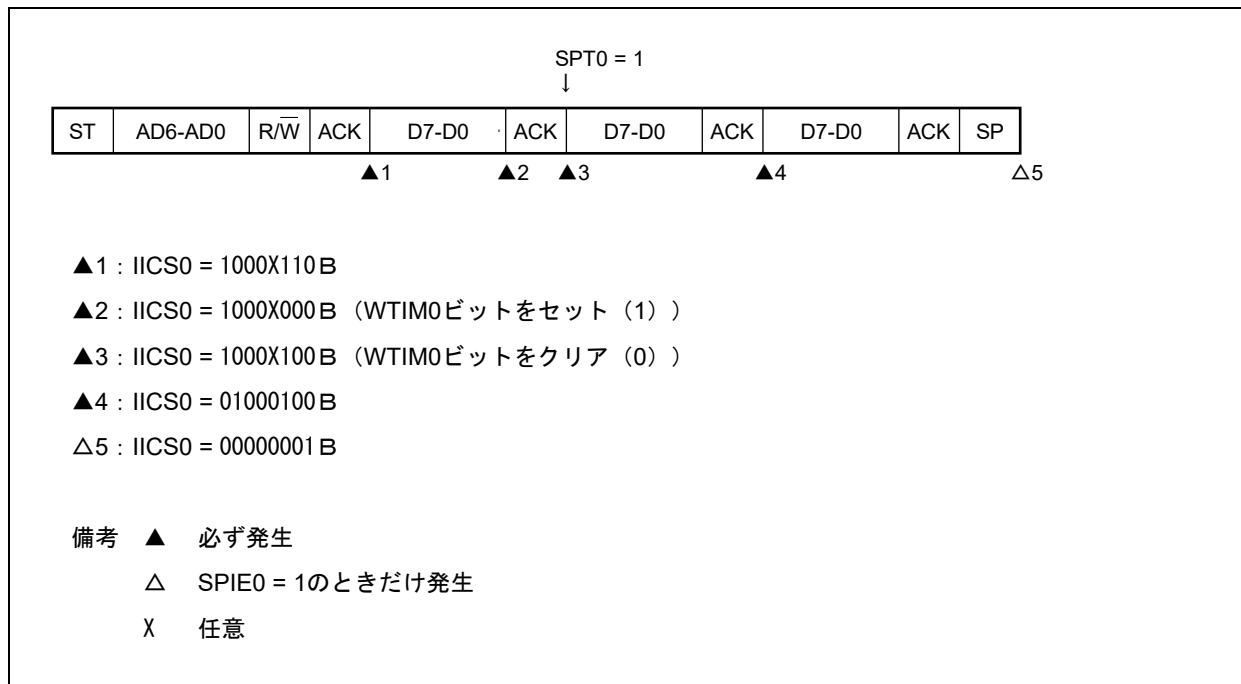 SPT0 = 1
↓
ST AD6-AD0 R/W̅ ACK D7-D0 ACK D7-D0 ACK D7-D0 ACK SP
▲1 ▲2 ▲3 ▲4 △5
▲1：IICS0 = 1000X110B
▲2：IICS0 = 1000X000B（WTIM0ビットをセット（1））
▲3：IICS0 = 1000X100B（WTIM0ビットをクリア（0））
▲4：IICS0 = 01000100B
△5：IICS0 = 00000001B
備考 ▲ 必ず発生
△ SPIE0 = 1のときだけ発生
X 任意